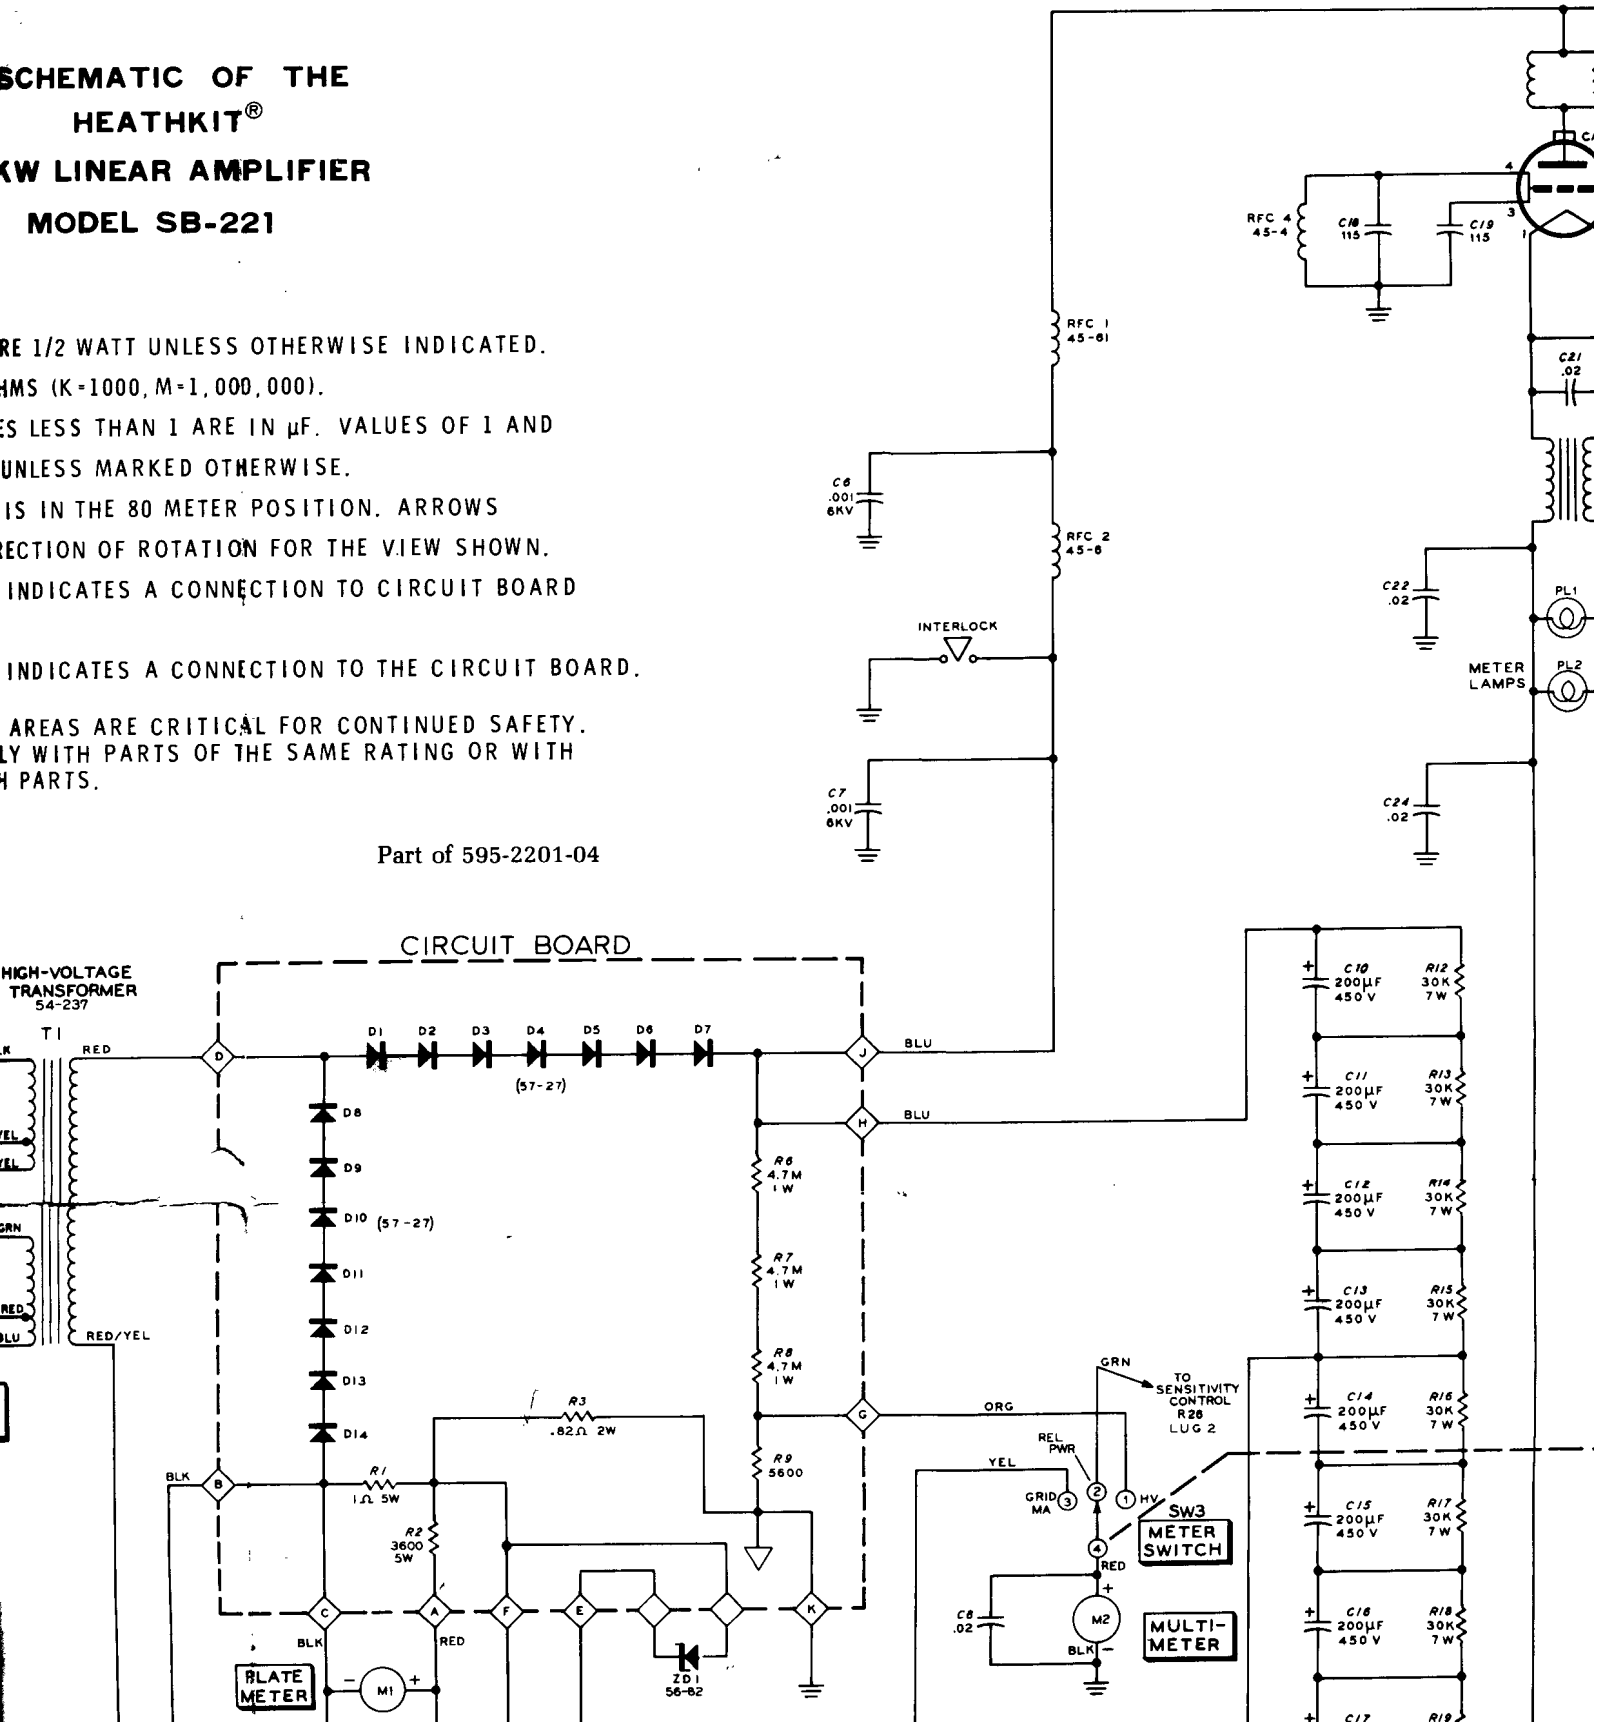 SCHEMATIC OF THE
HEATHKIT®
KW LINEAR AMPLIFIER
MODEL SB-221
RE 1/2 WATT UNLESS OTHERWISE INDICATED.
HMS (K=1000, M=1,000,000).
ES LESS THAN 1 ARE IN µF. VALUES OF 1 AND
UNLESS MARKED OTHERWISE.
IS IN THE 80 METER POSITION. ARROWS
RECTION OF ROTATION FOR THE VIEW SHOWN.
INDICATES A CONNECTION TO CIRCUIT BOARD
INDICATES A CONNECTION TO THE CIRCUIT BOARD.
AREAS ARE CRITICAL FOR CONTINUED SAFETY.
LY WITH PARTS OF THE SAME RATING OR WITH
H PARTS.
Part of 595-2201-04
4
3
1
RFC 4
45-4
C18
115
C19
115
RFC 1
45-61
C21
.02
C6
.001
6KV
RFC 2
45-6
C22
.02
PL1
INTERLOCK
METER
LAMPS
PL2
C7
.001
6KV
C24
.02
CIRCUIT BOARD
HIGH-VOLTAGE
TRANSFORMER
54-237
T1
RED
RED/YEL
YEL
YEL
GRN
RED
BLU
D
D1
D2
D3
D4
D5
D6
D7
(57-27)
J
BLU
H
BLU
D8
D9
D10 (57-27)
D11
D12
D13
D14
R6
4.7M
1W
R7
4.7M
1W
R8
4.7M
1W
R9
5600
G
ORG
BLK
B
R1
1Ω 5W
R2
3600
5W
R3
.82Ω 2W
C
A
F
E
K
BLK
RED
PLATE
METER
–
M1
+
ZD1
56-82
GRN
TO
SENSITIVITY
CONTROL
R26
LUG 2
REL
PWR
YEL
GRID
MA
3
2
1
HV
SW3
METER
SWITCH
4
RED
+
M2
BLK
–
C8
.02
MULTI-
METER
+
C10
200µF
450V
R12
30K
7W
+
C11
200µF
450V
R13
30K
7W
+
C12
200µF
450V
R14
30K
7W
+
C13
200µF
450V
R15
30K
7W
+
C14
200µF
450V
R16
30K
7W
+
C15
200µF
450V
R17
30K
7W
+
C16
200µF
450V
R18
30K
7W
+
C17
R19